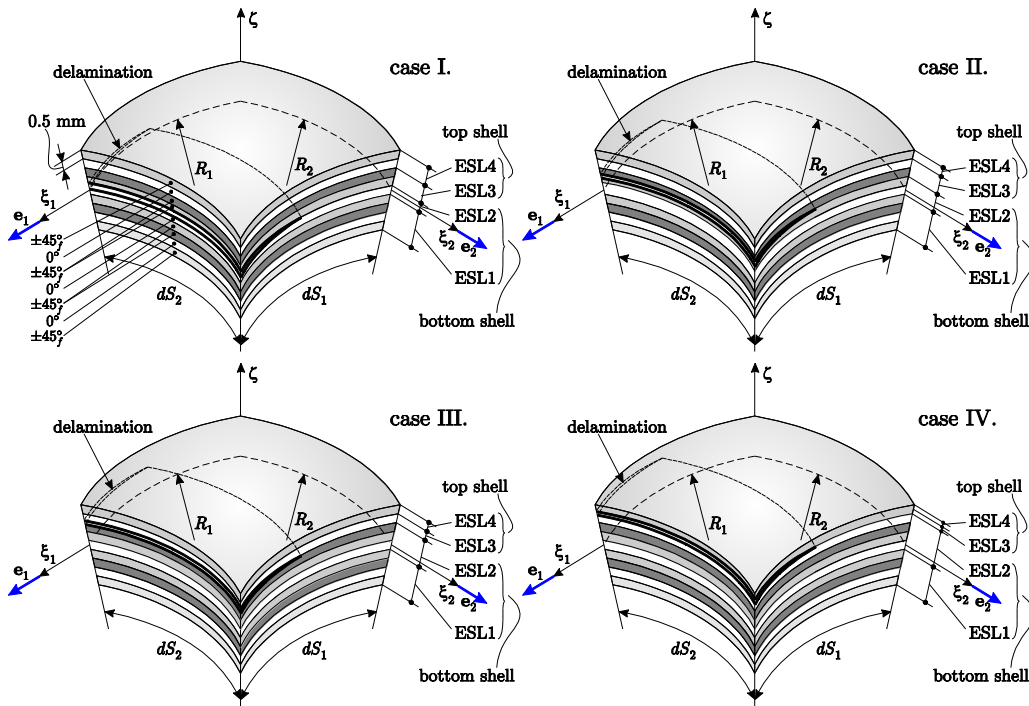 ζ
case I.
delamination
0.5 mm
top shell
ESL4
ESL3
ESL2
ξ₁
e₁
R₁
R₂
ξ₂
e₂
±45°f
0°
±45°f
0°
±45°f
0°
±45°f
ESL1
dS₂
dS₁
bottom shell
ζ
case II.
delamination
top shell
ESL4
ESL3
ESL2
ξ₁
e₁
R₁
R₂
ξ₂
e₂
ESL1
dS₂
dS₁
bottom shell
ζ
case III.
delamination
top shell
ESL4
ESL3
ESL2
ξ₁
e₁
R₁
R₂
ξ₂ e₂
ESL1
dS₂
dS₁
bottom shell
ζ
case IV.
delamination
top shell
ESL4
ESL3
ESL2
ξ₁
e₁
R₁
R₂
ξ₂ e₂
ESL1
dS₂
dS₁
bottom shell